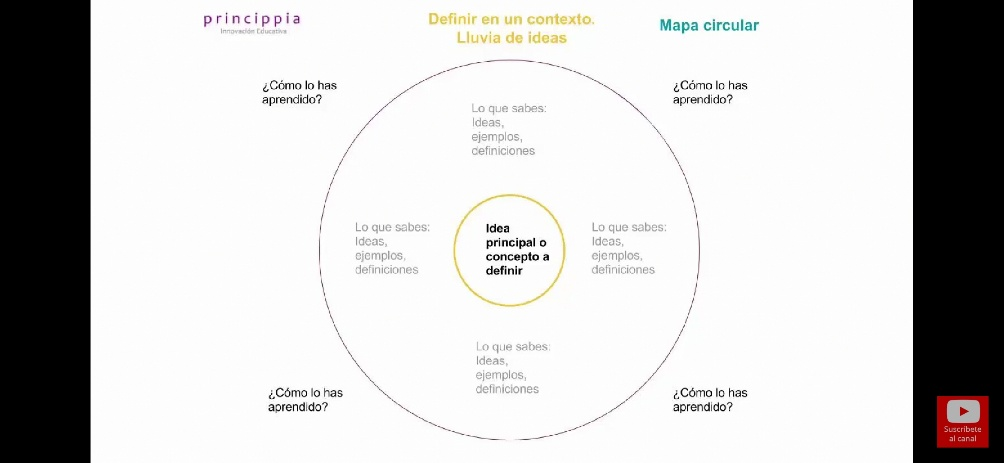 princippia
Innovación Educativa
Definir en un contexto.
Lluvia de ideas
Mapa circular
¿Cómo lo has
aprendido?
¿Cómo lo has
aprendido?
Lo que sabes:
Ideas,
ejemplos,
definiciones
Lo que sabes:
Ideas,
ejemplos,
definiciones
Idea
principal o
concepto a
definir
Lo que sabes:
Ideas,
ejemplos,
definiciones
Lo que sabes:
Ideas,
ejemplos,
definiciones
¿Cómo lo has
aprendido?
¿Cómo lo has
aprendido?
Suscríbete
al canal